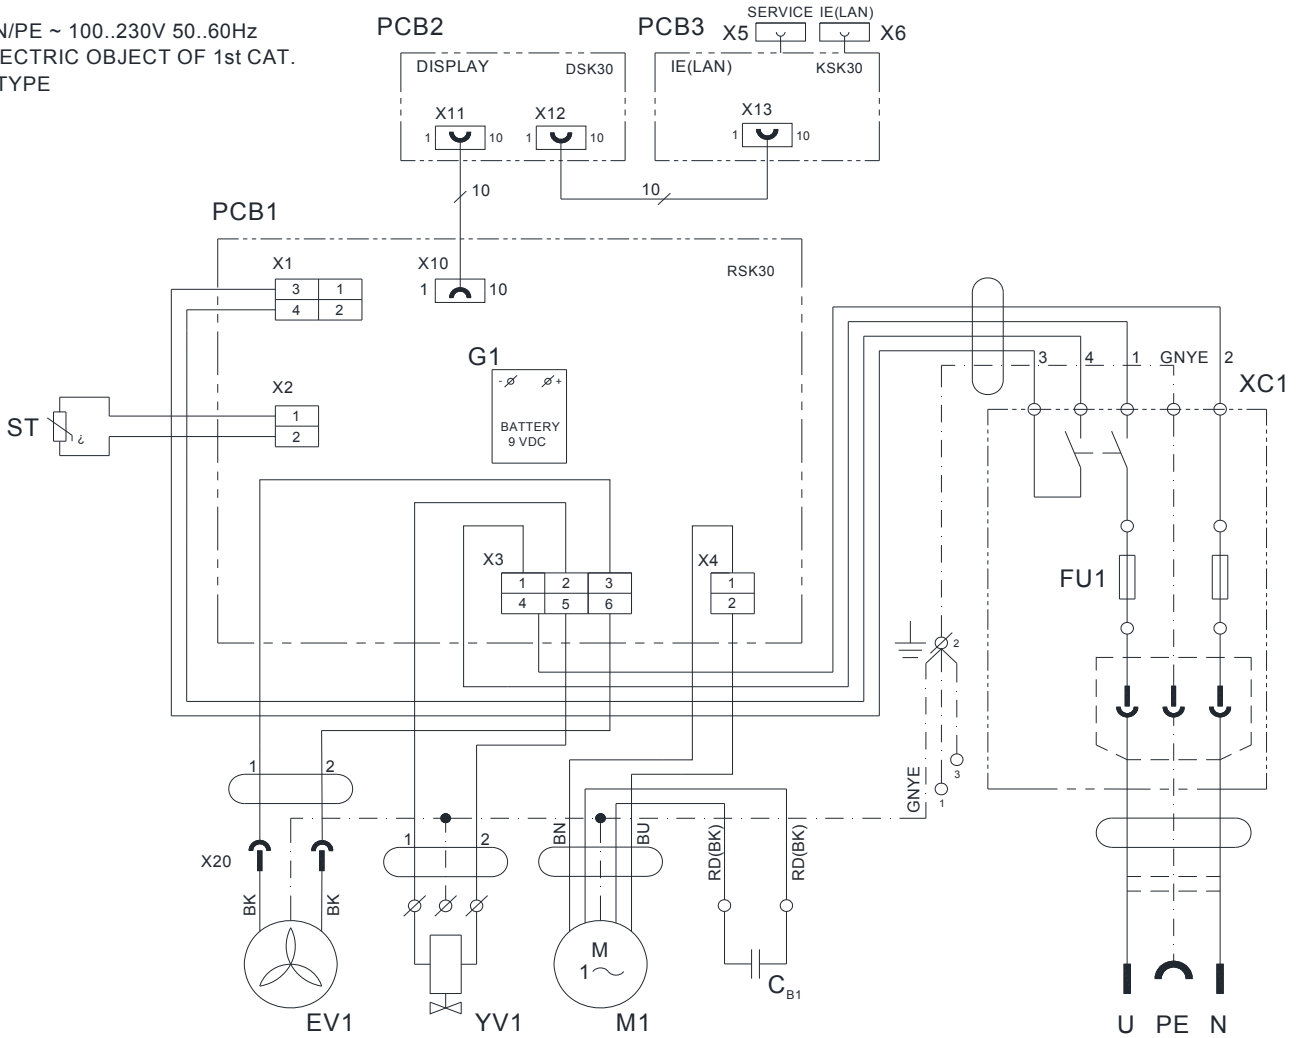 N/PE ~ 100..230V 50..60Hz
ECTRIC OBJECT OF 1st CAT.
TYPE
PCB2
PCB3
SERVICE IE(LAN)
X5
X6
DISPLAY
DSK30
IE(LAN)
KSK30
X11
X12
X13
1 10
1 10
1 10
10
10
PCB1
RSK30
X1
3 1
4 2
X10
1 10
G1
- +
BATTERY
9 VDC
X2
1
2
ST
¿
3 4 1 GNYE 2
XC1
X3
1 2 3
4 5 6
X4
1
2
FU1
2
3
1
GNYE
1 2
X20
BK
BK
1 2
BN
BU
RD(BK)
RD(BK)
M
1
C B1
EV1
YV1
M1
U PE N